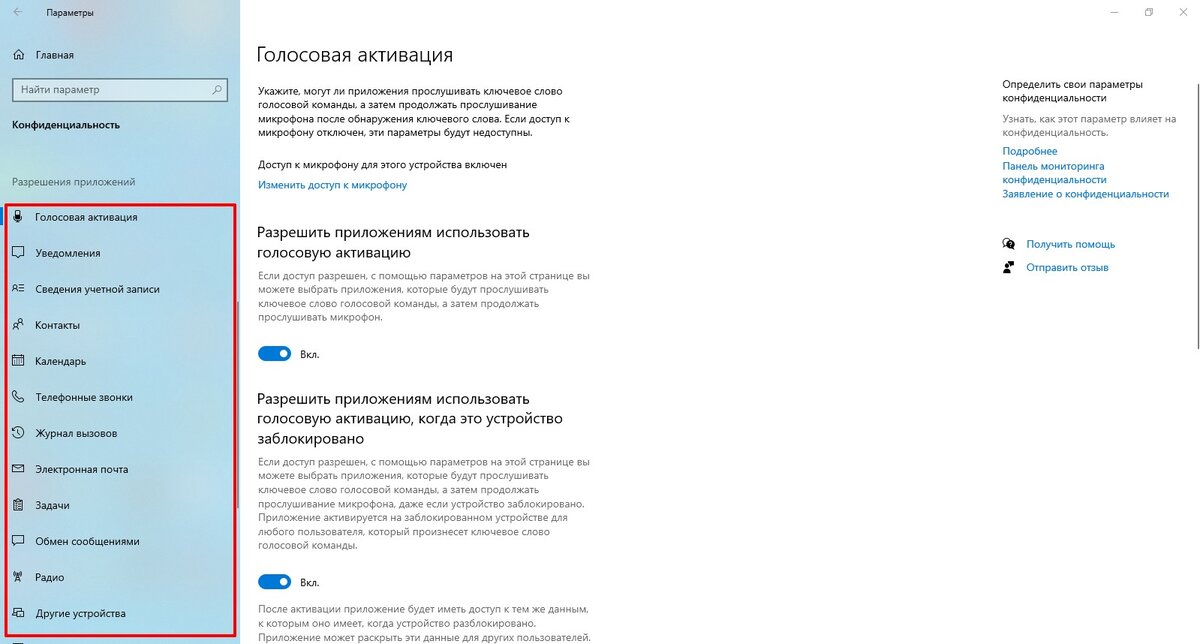 Параметры
Главная
Найти параметр
Конфиденциальность
Разрешения приложений
Голосовая активация
Уведомления
Сведения учетной записи
Контакты
Календарь
Телефонные звонки
Журнал вызовов
Электронная почта
Задачи
Обмен сообщениями
Радио
Другие устройства
Голосовая активация
Укажите, могут ли приложения прослушивать ключевое слово
голосовой команды, а затем продолжать прослушивание
микрофона после обнаружения ключевого слова. Если доступ к
микрофону отключен, эти параметры будут недоступны.
Доступ к микрофону для этого устройства включен
Изменить доступ к микрофону
Разрешить приложениям использовать
голосовую активацию
Если доступ разрешен, с помощью параметров на этой странице вы
можете выбрать приложения, которые будут прослушивать
ключевое слово голосовой команды, а затем продолжать
прослушивать микрофон.
Вкл.
Разрешить приложениям использовать
голосовую активацию, когда это устройство
заблокировано
Если доступ разрешен, с помощью параметров на этой странице вы
можете выбрать приложения, которые будут прослушивать
ключевое слово голосовой команды, а затем продолжать
прослушивание микрофона, даже если устройство заблокировано.
Приложение активируется на заблокированном устройстве для
любого пользователя, который произнесет ключевое слово
голосовой команды.
Вкл.
После активации приложение будет иметь доступ к тем же данным,
к которым оно имеет, когда устройство разблокировано.
Приложение может раскрыть эти данные для других пользователей.
Определить свои параметры
конфиденциальности
Узнать, как этот параметр влияет на
конфиденциальность.
Подробнее
Панель мониторинга
конфиденциальности
Заявление о конфиденциальности
Получить помощь
Отправить отзыв